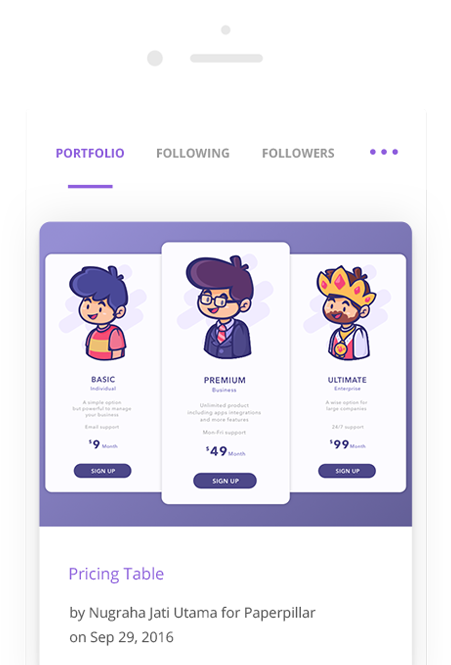 PORTFOLIO FOLLOWING FOLLOWERS
BASIC
Individual
A simple option
but powerful to manage
your business
Email support
$9 Month
SIGN UP
PREMIUM
Business
Unlimited product
including apps integrations
and more features
Mon-Fri support
$49 Month
SIGN UP
ULTIMATE
Enterprise
A wise option for
large companies
24/7 support
$99 Month
SIGN UP
Pricing Table
by Nugraha Jati Utama for Paperpillar
on Sep 29, 2016